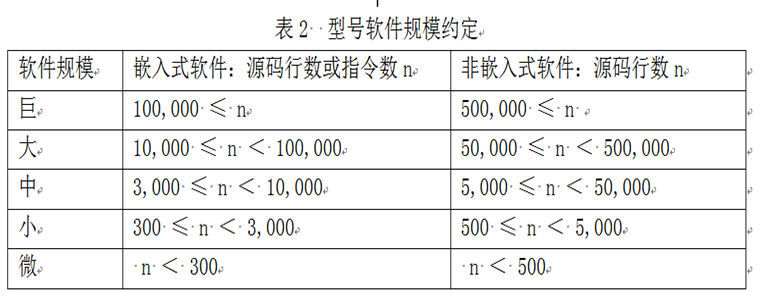 表 2 型号软件规模约定
软件规模 嵌入式软件：源码行数或指令数 n 非嵌入式软件：源码行数 n
巨 100,000 ≤ n 500,000 ≤ n
大 10,000 ≤ n < 100,000 50,000 ≤ n < 500,000
中 3,000 ≤ n < 10,000 5,000 ≤ n < 50,000
小 300 ≤ n < 3,000 500 ≤ n < 5,000
微 n < 300 n < 500